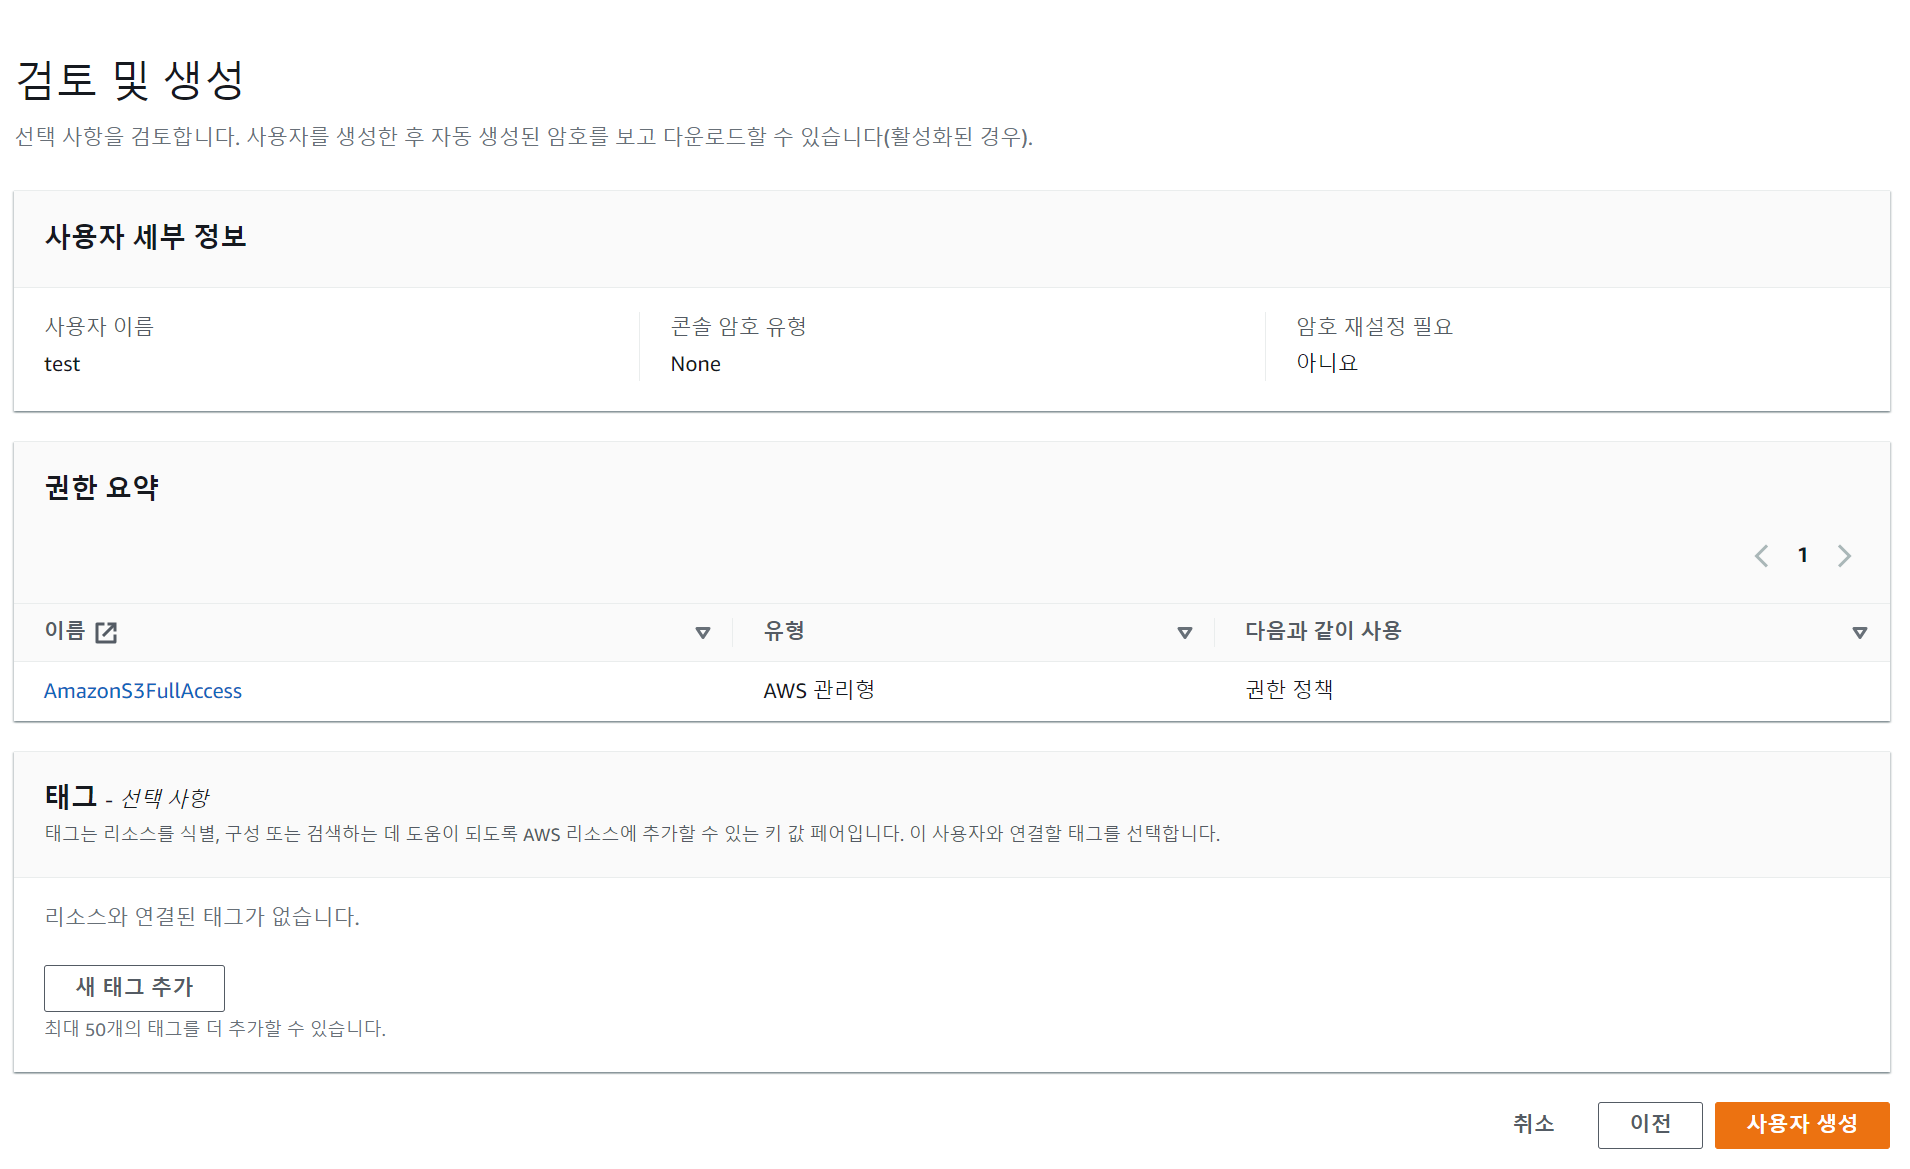 검토 및 생성
선택 사항을 검토합니다. 사용자를 생성한 후 자동 생성된 암호를 보고 다운로드할 수 있습니다(활성화된 경우).
사용자 세부 정보
사용자 이름
test
콘솔 암호 유형
None
암호 재설정 필요
아니요
권한 요약
1
이름 유형 다음과 같이 사용
AmazonS3FullAccess AWS 관리형 권한 정책
태그 - 선택 사항
태그는 리소스를 식별, 구성 또는 검색하는 데 도움이 되도록 AWS 리소스에 추가할 수 있는 키 값 페어입니다. 이 사용자와 연결할 태그를 선택합니다.
리소스와 연결된 태그가 없습니다.
새 태그 추가
최대 50개의 태그를 더 추가할 수 있습니다.
취소 이전 사용자 생성